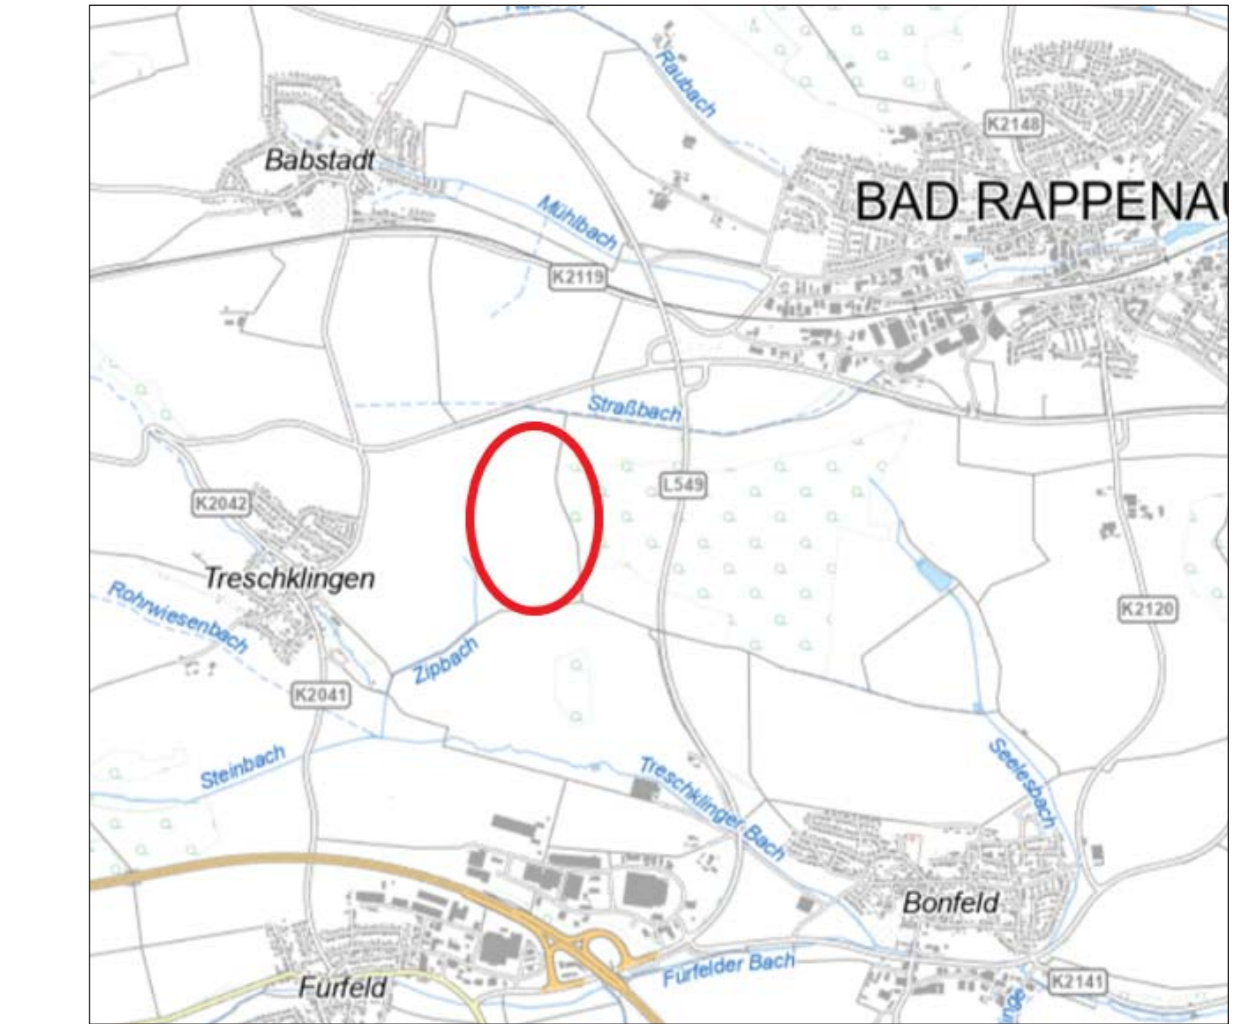 Raubach
K2148
Babstadt
BAD RAPPENAU
Mühlbach
K2119
Straßbach
L549
K2042
Treschklingen
Rohrwiesenbach
K2120
Zipbach
K2041
Steinbach
Seelesbach
Treschklinger Bach
Bonfeld
Fürfelder Bach
K2141
Fürfeld